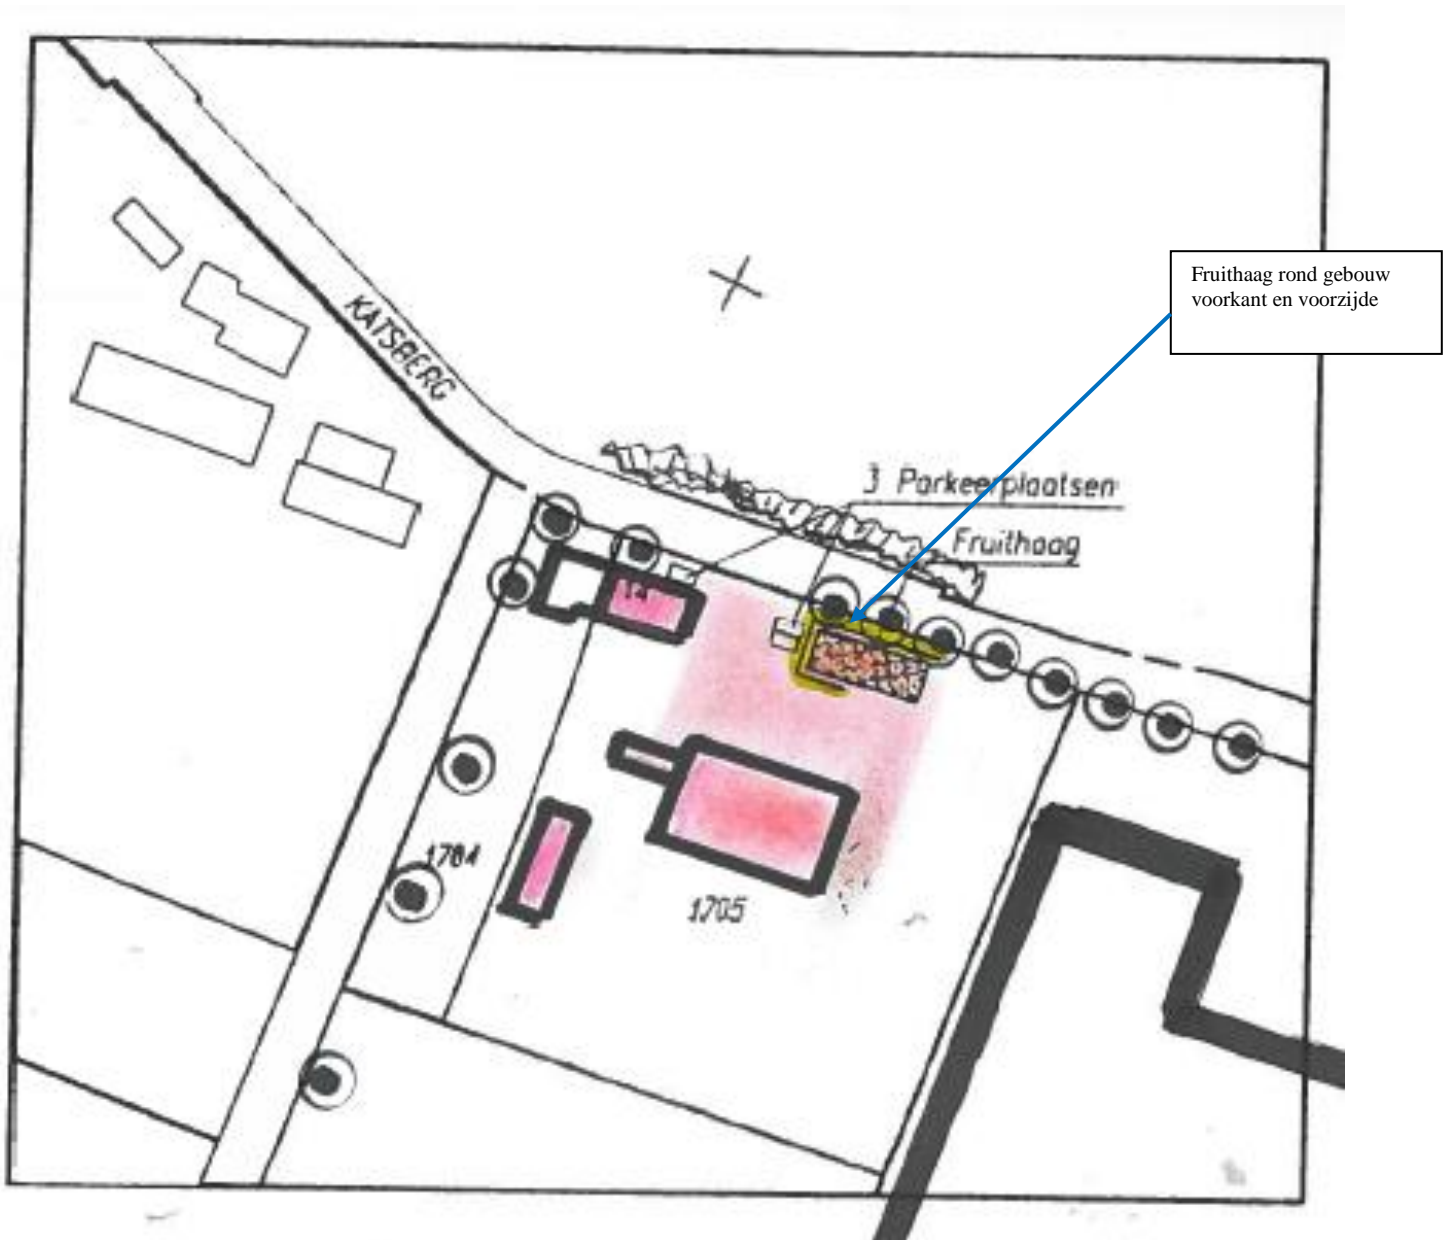 Fruithaag rond gebouw
voorkant en voorzijde
KATSBERG
3 Parkeerplaatsen
Fruithaag
14
1704
1705